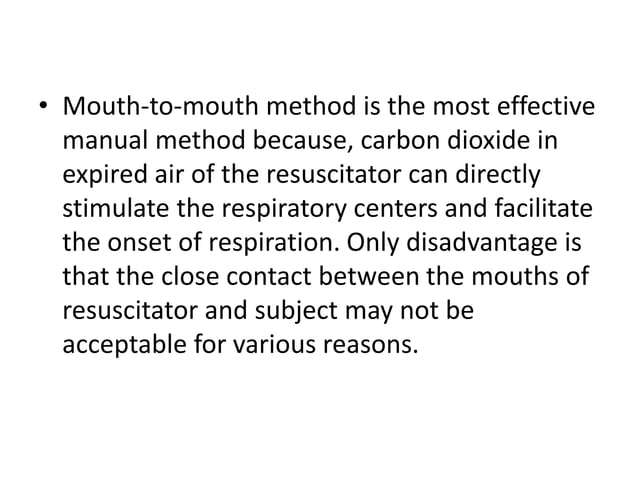 • Mouth-to-mouth method is the most effective
manual method because, carbon dioxide in
expired air of the resuscitator can directly
stimulate the respiratory centers and facilitate
the onset of respiration. Only disadvantage is
that the close contact between the mouths of
resuscitator and subject may not be
acceptable for various reasons.